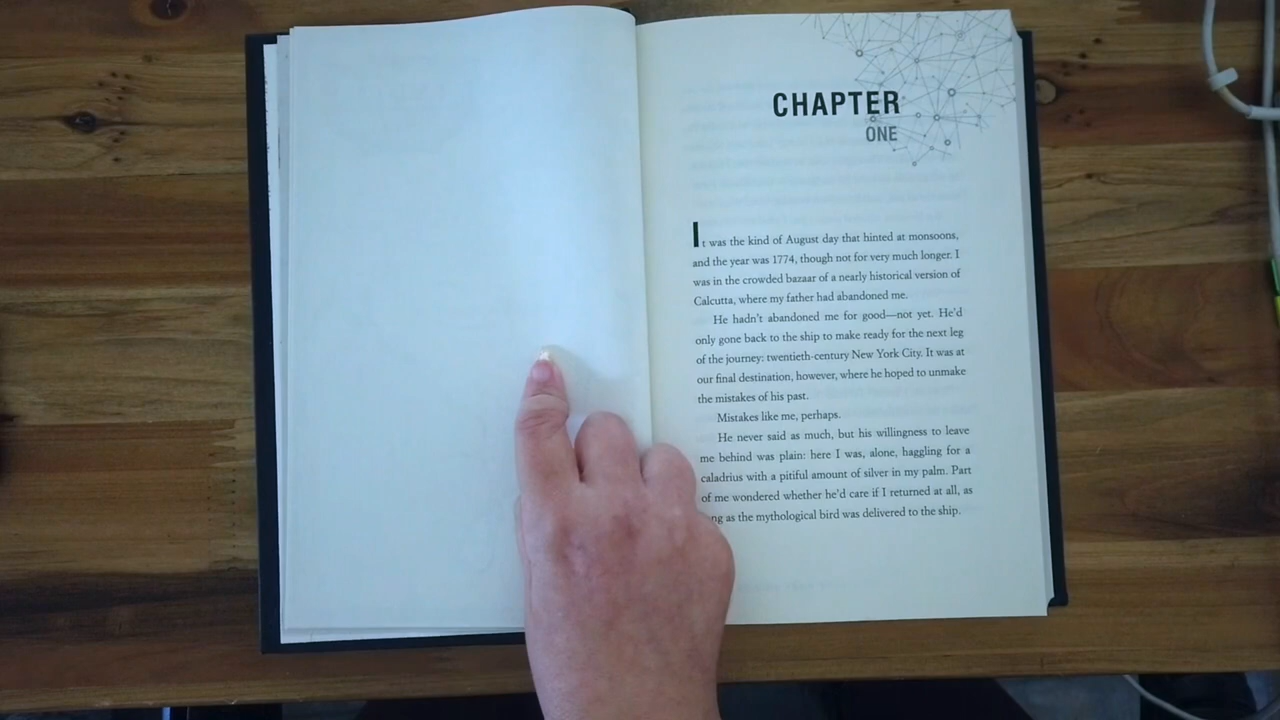 CHAPTER
ONE
It was the kind of August day that hinted at monsoons,
and the year was 1774, though not for very much longer. I
was in the crowded bazaar of a nearly historical version of
Calcutta, where my father had abandoned me.
He hadn't abandoned me for good—not yet. He'd
only gone back to the ship to make ready for the next leg
of the journey: twentieth-century New York City. It was at
our final destination, however, where he hoped to unmake
the mistakes of his past.
Mistakes like me, perhaps.
He never said as much, but his willingness to leave
me behind was plain: here I was, alone, haggling for a
caladrius with a pitiful amount of silver in my palm. Part
of me wondered whether he'd care if I returned at all, as
ng as the mythological bird was delivered to the ship.